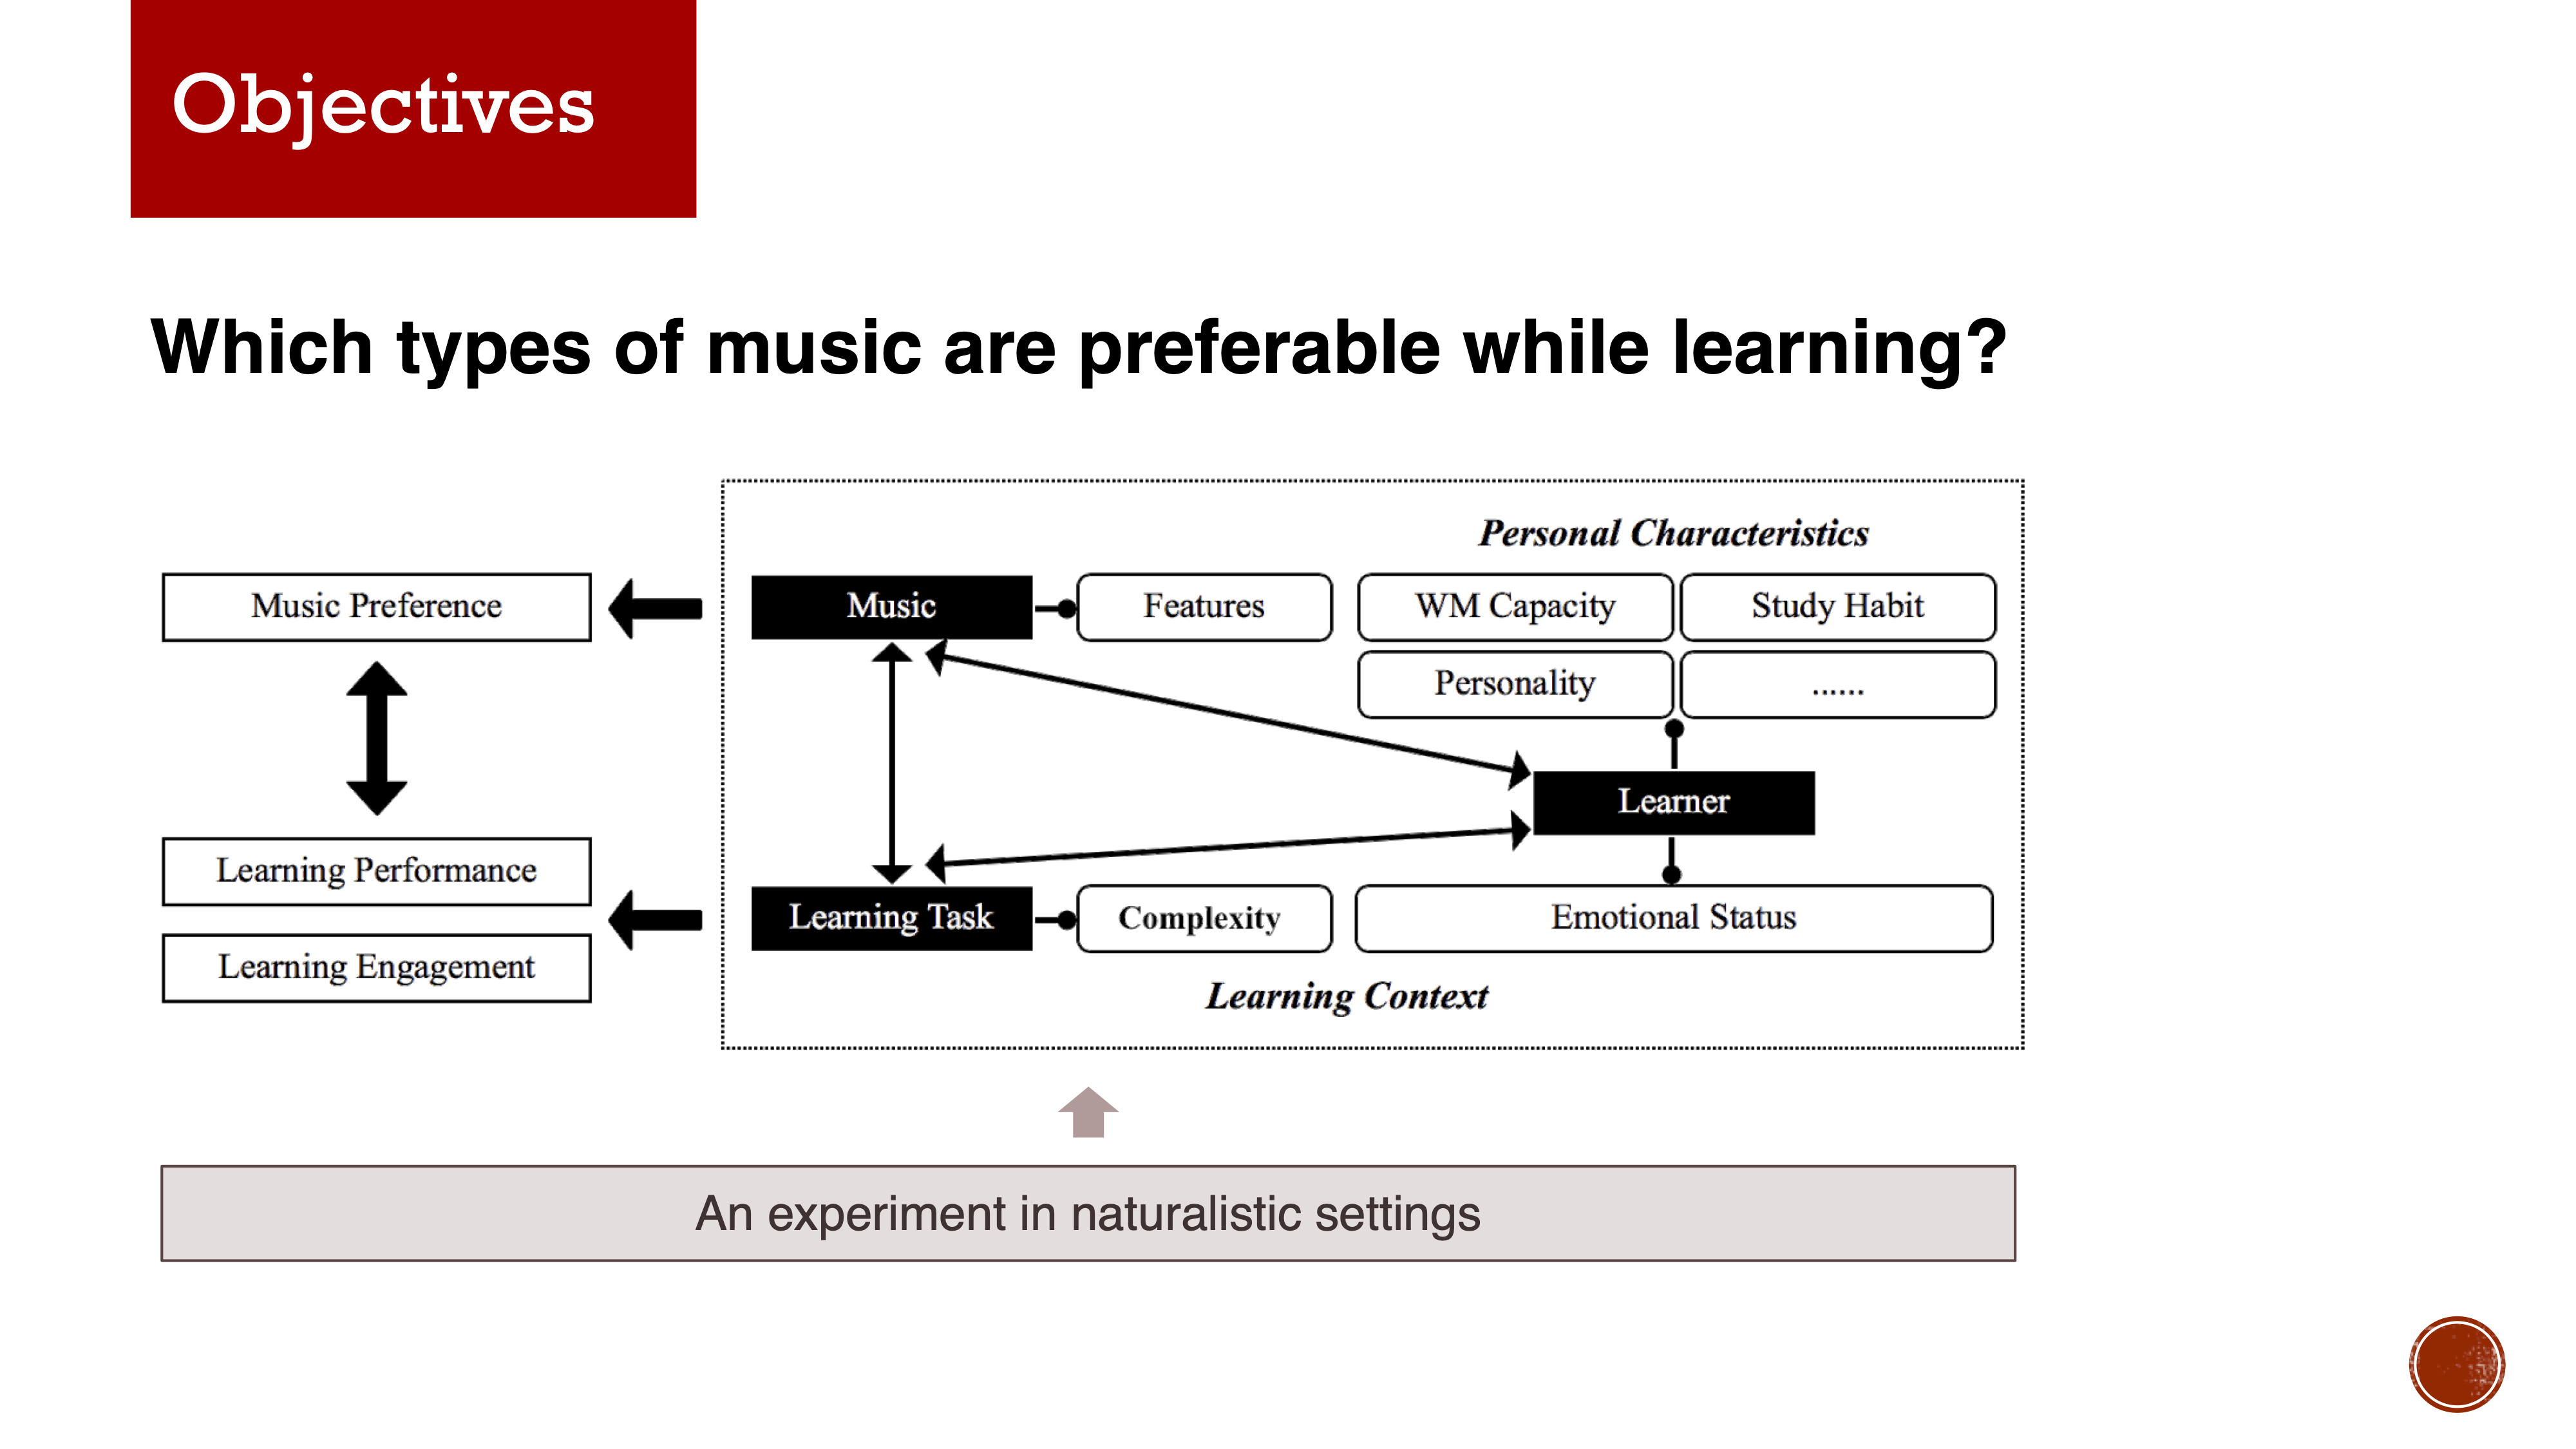 Objectives
Which types of music are preferable while learning?
Personal Characteristics
Music Preference
Music
Features
WM Capacity
Study Habit
Personality
......
Learner
Learning Performance
Learning Task
Complexity
Emotional Status
Learning Engagement
Learning Context
An experiment in naturalistic settings